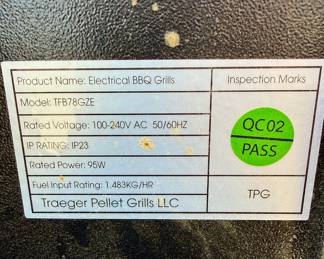 Product Name: Electrical BBQ Grills
Inspection Marks
Model: TFB78GZE
Rated Voltage: 100-240V AC 50/60HZ
IP RATING: IP23
Rated Power: 95W
Fuel Input Rating: 1.483KG/HR
Traeger Pellet Grills LLC
QC02
PASS
TPG